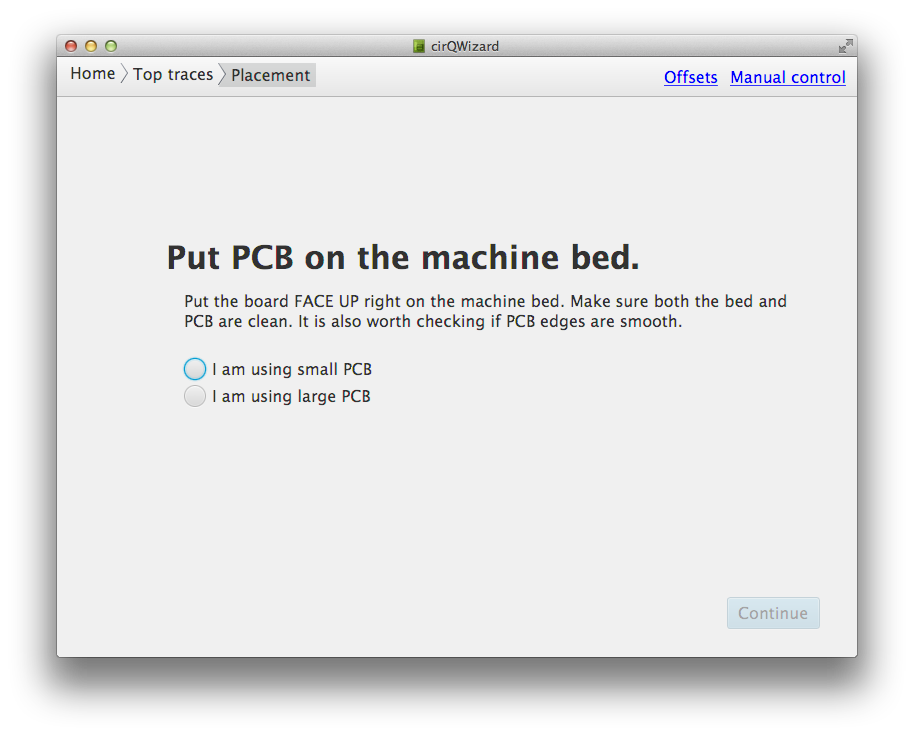 cirQWizard
Home Top traces Placement Offsets Manual control
Put PCB on the machine bed.
Put the board FACE UP right on the machine bed. Make sure both the bed and
PCB are clean. It is also worth checking if PCB edges are smooth.
I am using small PCB
I am using large PCB
Continue